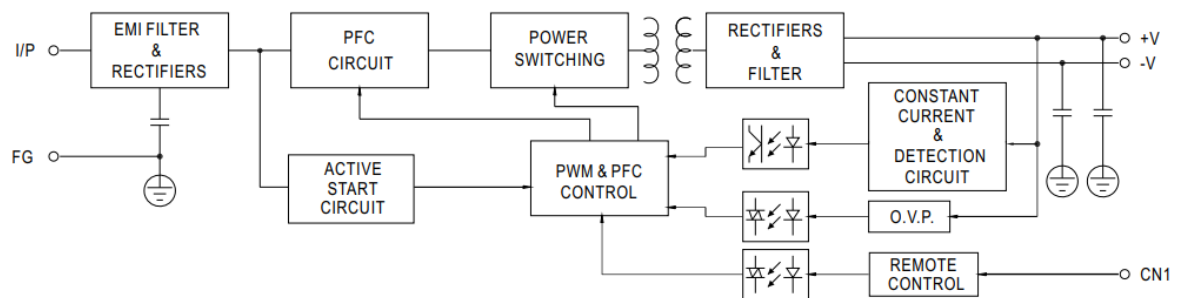 I/P
EMI FILTER
&
RECTIFIERS
PFC
CIRCUIT
POWER
SWITCHING
RECTIFIERS
&
FILTER
+V
-V
FG
ACTIVE
START
CIRCUIT
PWM & PFC
CONTROL
CONSTANT
CURRENT
&
DETECTION
CIRCUIT
O.V.P.
REMOTE
CONTROL
CN1